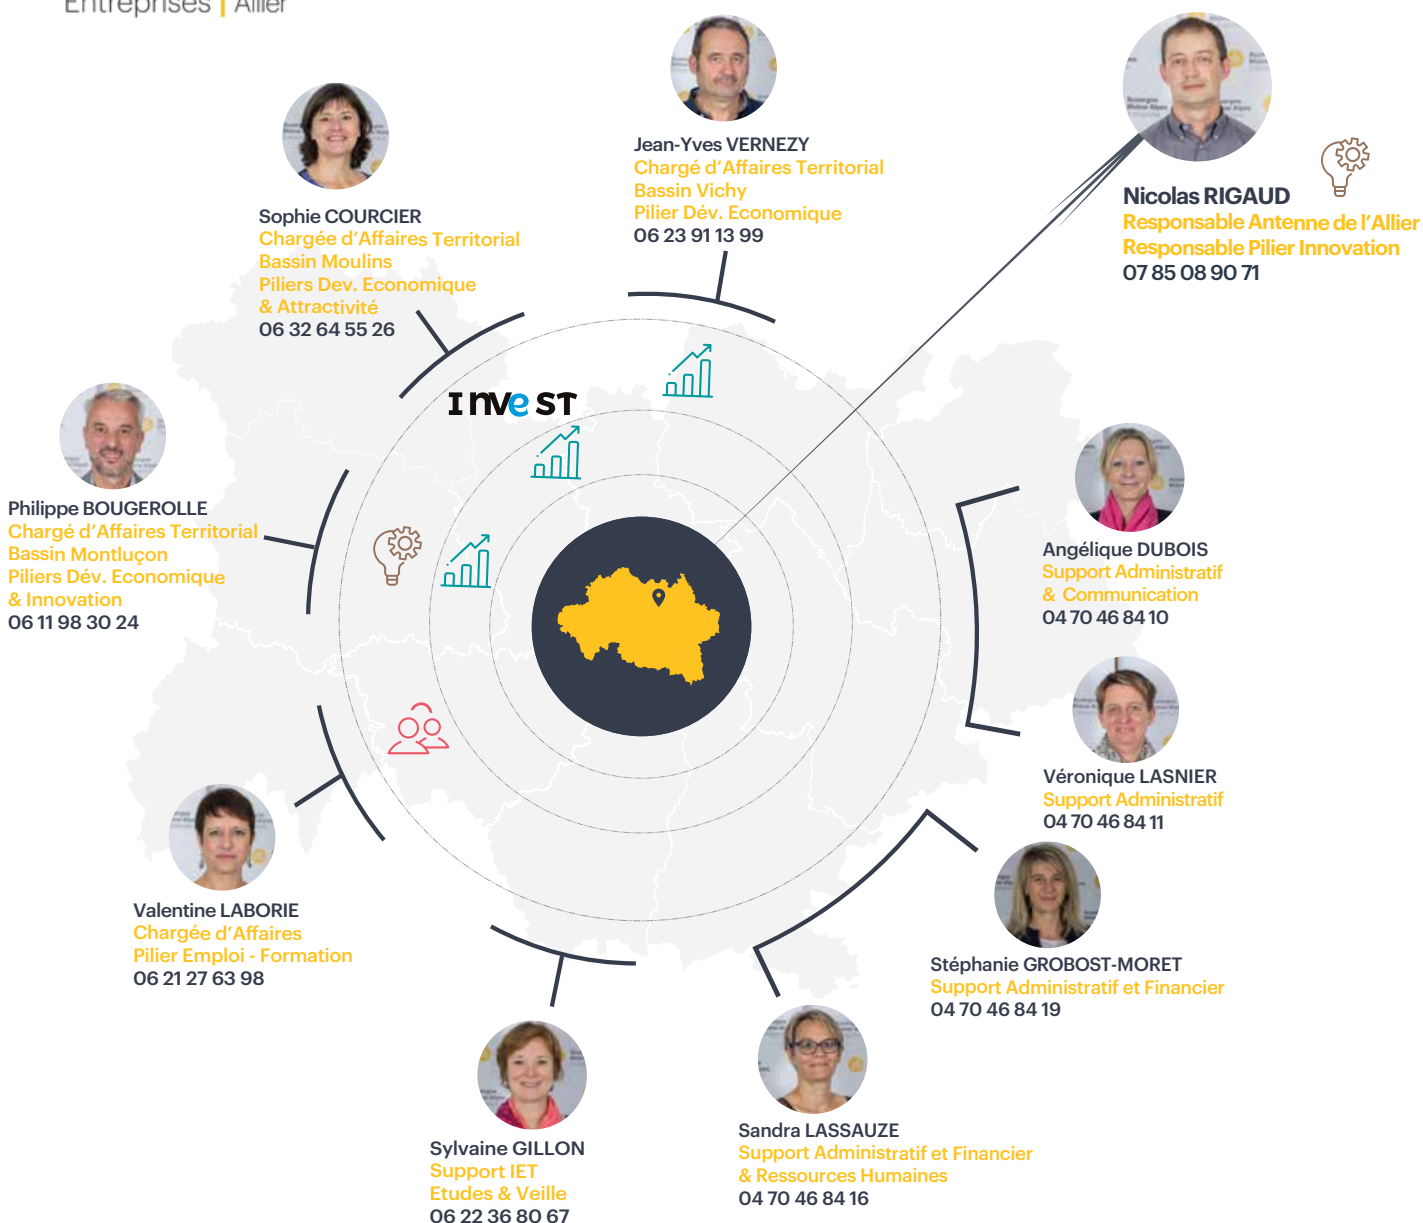 Entreprises | Allier
Jean-Yves VERNEZY
Chargé d'Affaires Territorial
Bassin Vichy
Pilier Dév. Economique
06 23 91 13 99
Nicolas RIGAUD
Responsable Antenne de l'Allier
Responsable Pilier Innovation
07 85 08 90 71
Sophie COURCIER
Chargée d'Affaires Territorial
Bassin Moulins
Piliers Dev. Economique
& Attractivité
06 32 64 55 26
INVeST
Philippe BOUGEROLLE
Chargé d'Affaires Territorial
Bassin Montluçon
Piliers Dév. Economique
& Innovation
06 11 98 30 24
Angélique DUBOIS
Support Administratif
& Communication
04 70 46 84 10
Véronique LASNIER
Support Administratif
04 70 46 84 11
Valentine LABORIE
Chargée d'Affaires
Pilier Emploi - Formation
06 21 27 63 98
Stéphanie GROBOST-MORET
Support Administratif et Financier
04 70 46 84 19
Sylvaine GILLON
Support IET
Etudes & Veille
06 22 36 80 67
Sandra LASSAUZE
Support Administratif et Financier
& Ressources Humaines
04 70 46 84 16